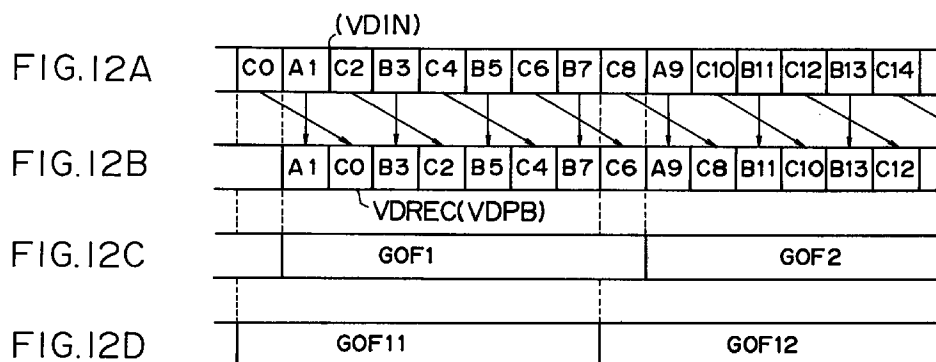 (VDIN)
FIG.12A C0 A1 C2 B3 C4 B5 C6 B7 C8 A9 C10 B11 C12 B13 C14
FIG.12B A1 C0 B3 C2 B5 C4 B7 C6 A9 C8 B11 C10 B13 C12
VDREC(VDPB)
FIG.12C GOF1 GOF2
FIG.12D GOF11 GOF12